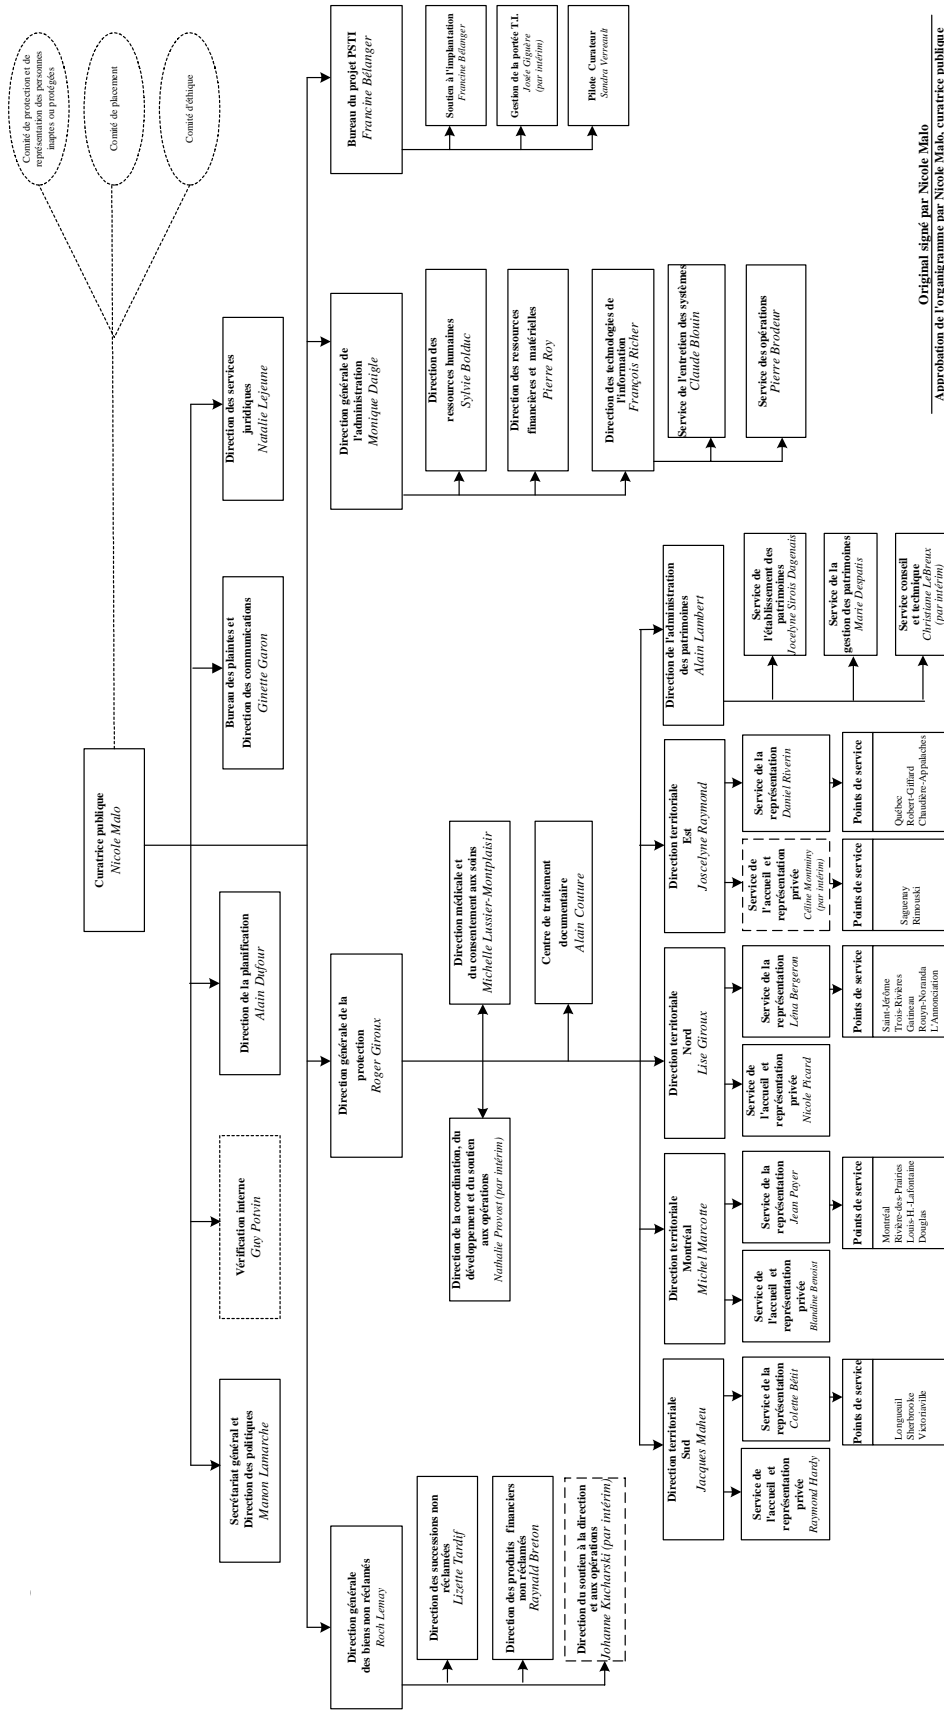 Comité de protection et de
représentation des personnes
inaptes ou protégées
Comité de placement
Comité d'éthique
Curatrice publique
Nicole Malo
Secrétariat général et
Direction des politiques
Manon Lamarche
Vérification interne
Guy Potvin
Direction de la planification
Alain Dufour
Bureau des plaintes et
Direction des communications
Ginette Garon
Direction des services
juridiques
Natalie Lejeune
Direction générale
des biens non réclamés
Roch Lemay
Direction générale de la
protection
Roger Giroux
Direction générale de
l'administration
Monique Daigle
Bureau du projet PSTI
Francine Bélanger
Direction des successions non
réclamées
Lizette Tardif
Direction des produits financiers
non réclamés
Raynald Breton
Direction du soutien à la direction
et aux opérations
Johanne Kucharski (par intérim)
Direction de la coordination, du
développement et du soutien
aux opérations
Nathalie Provost (par intérim)
Direction médicale et
du consentement aux soins
Michelle Lussier-Montplaisir
Centre de traitement
documentaire
Alain Couture
Direction des
ressources humaines
Sylvie Bolduc
Direction des ressources
financières et matérielles
Pierre Roy
Direction des technologies de
l'information
François Richer
Service de l'entretien des systèmes
Claude Blouin
Service des opérations
Pierre Brodeur
Soutien à l'implantation
Francine Bélanger
Gestion de la portée T.I.
Josée Giguère
(par intérim)
Pilote Curateur
Sandra Verreault
Direction territoriale
Sud
Jacques Maheu
Service de
l'accueil et
représentation
privée
Raymond Hardy
Service de la
représentation
Colette Bétit
Points de service
Longueuil
Sherbrooke
Victoriaville
Direction territoriale
Montréal
Michel Marcotte
Service de
l'accueil et
représentation
privée
Blandine Benoist
Service de la
représentation
Jean Payer
Points de service
Montréal
Rivière-des-Prairies
Louis-H.-Lafontaine
Douglas
Direction territoriale
Nord
Lise Giroux
Service de
l'accueil et
représentation
privée
Nicole Picard
Service de la
représentation
Léna Bergeron
Points de service
Saint-Jérôme
Trois-Rivières
Gatineau
Rouyn-Noranda
L'Annonciation
Direction territoriale
Est
Joscelyne Raymond
Service de
l'accueil et
représentation
privée
Céline Montminy
(par intérim)
Points de service
Saguenay
Rimouski
Service de la
représentation
Daniel Riverin
Points de service
Québec
Robert-Giffard
Chaudière-Appalaches
Direction de l'administration
des patrimoines
Alain Lambert
Service de
l'établissement des
patrimoines
Jocelyne Sirois Dagenais
Service de la
gestion des patrimoines
Marie Despatis
Service conseil
et technique
Christiane LeBreux
(par intérim)
Original signé par Nicole Malo
Approbation de l'organigramme par Nicole Malo, curatrice publique